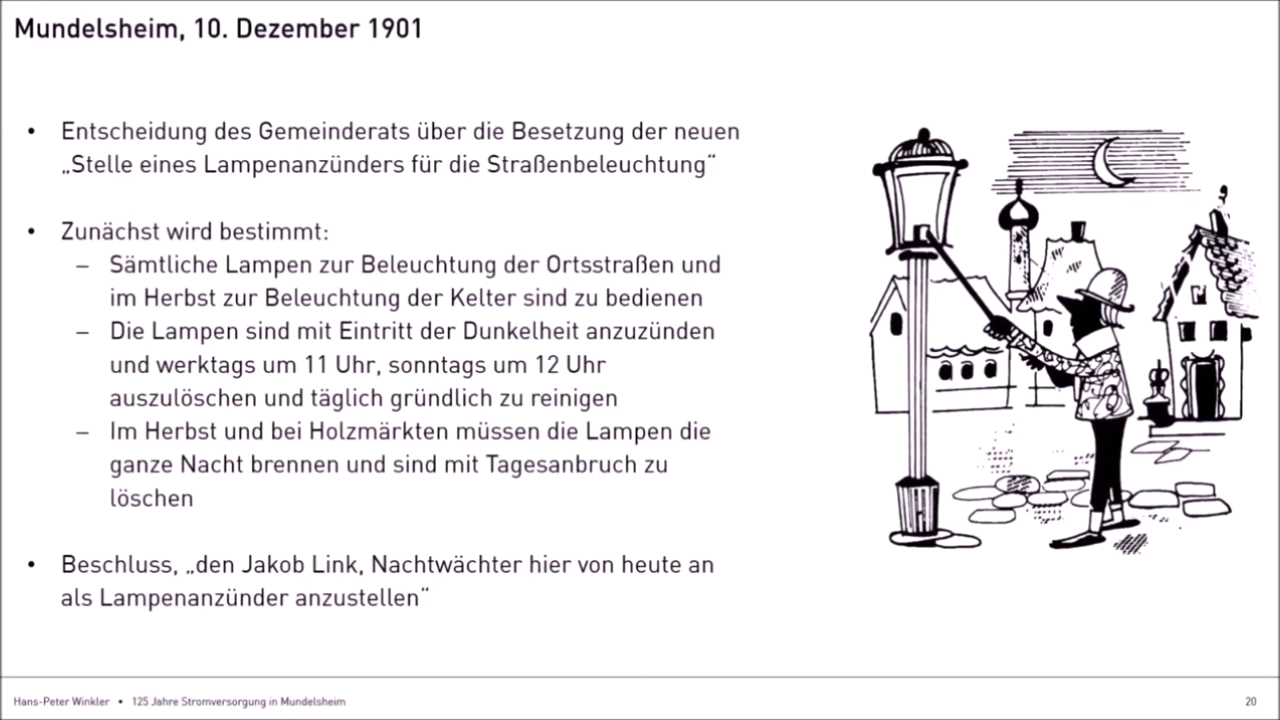 Mundelsheim, 10. Dezember 1901
• Entscheidung des Gemeinderats über die Besetzung der neuen
„Stelle eines Lampenanzünders für die Straßenbeleuchtung“
• Zunächst wird bestimmt:
– Sämtliche Lampen zur Beleuchtung der Ortsstraßen und
im Herbst zur Beleuchtung der Kelter sind zu bedienen
– Die Lampen sind mit Eintritt der Dunkelheit anzuzünden
und werktags um 11 Uhr, sonntags um 12 Uhr
auszulöschen und täglich gründlich zu reinigen
– Im Herbst und bei Holzmärkten müssen die Lampen die
ganze Nacht brennen und sind mit Tagesanbruch zu
löschen
• Beschluss, „den Jakob Link, Nachtwächter hier von heute an
als Lampenanzünder anzustellen“
Hans-Peter Winkler • 125 Jahre Stromversorgung in Mundelsheim
20